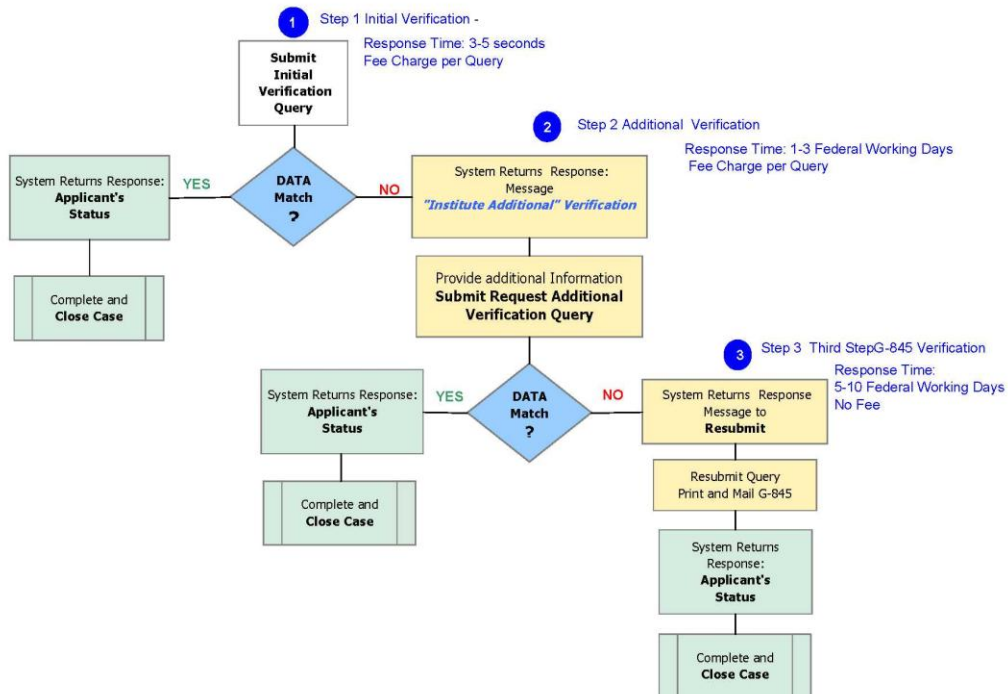 1
Step 1 Initial Verification -
Response Time: 3-5 seconds
Fee Charge per Query
Submit
Initial
Verification
Query
DATA
Match
?
YES
System Returns Response:
Applicant's
Status
Complete and
Close Case
NO
2
Step 2 Additional Verification
Response Time: 1-3 Federal Working Days
Fee Charge per Query
System Returns Response:
Message
"Institute Additional" Verification
Provide additional Information
Submit Request Additional
Verification Query
DATA
Match
?
YES
System Returns Response:
Applicant's
Status
Complete and
Close Case
NO
3
Step 3 Third StepG-845 Verification
Response Time:
5-10 Federal Working Days
No Fee
System Returns Response
Message to
Resubmit
Resubmit Query
Print and Mail G-845
System Returns
Response:
Applicant's
Status
Complete and
Close Case